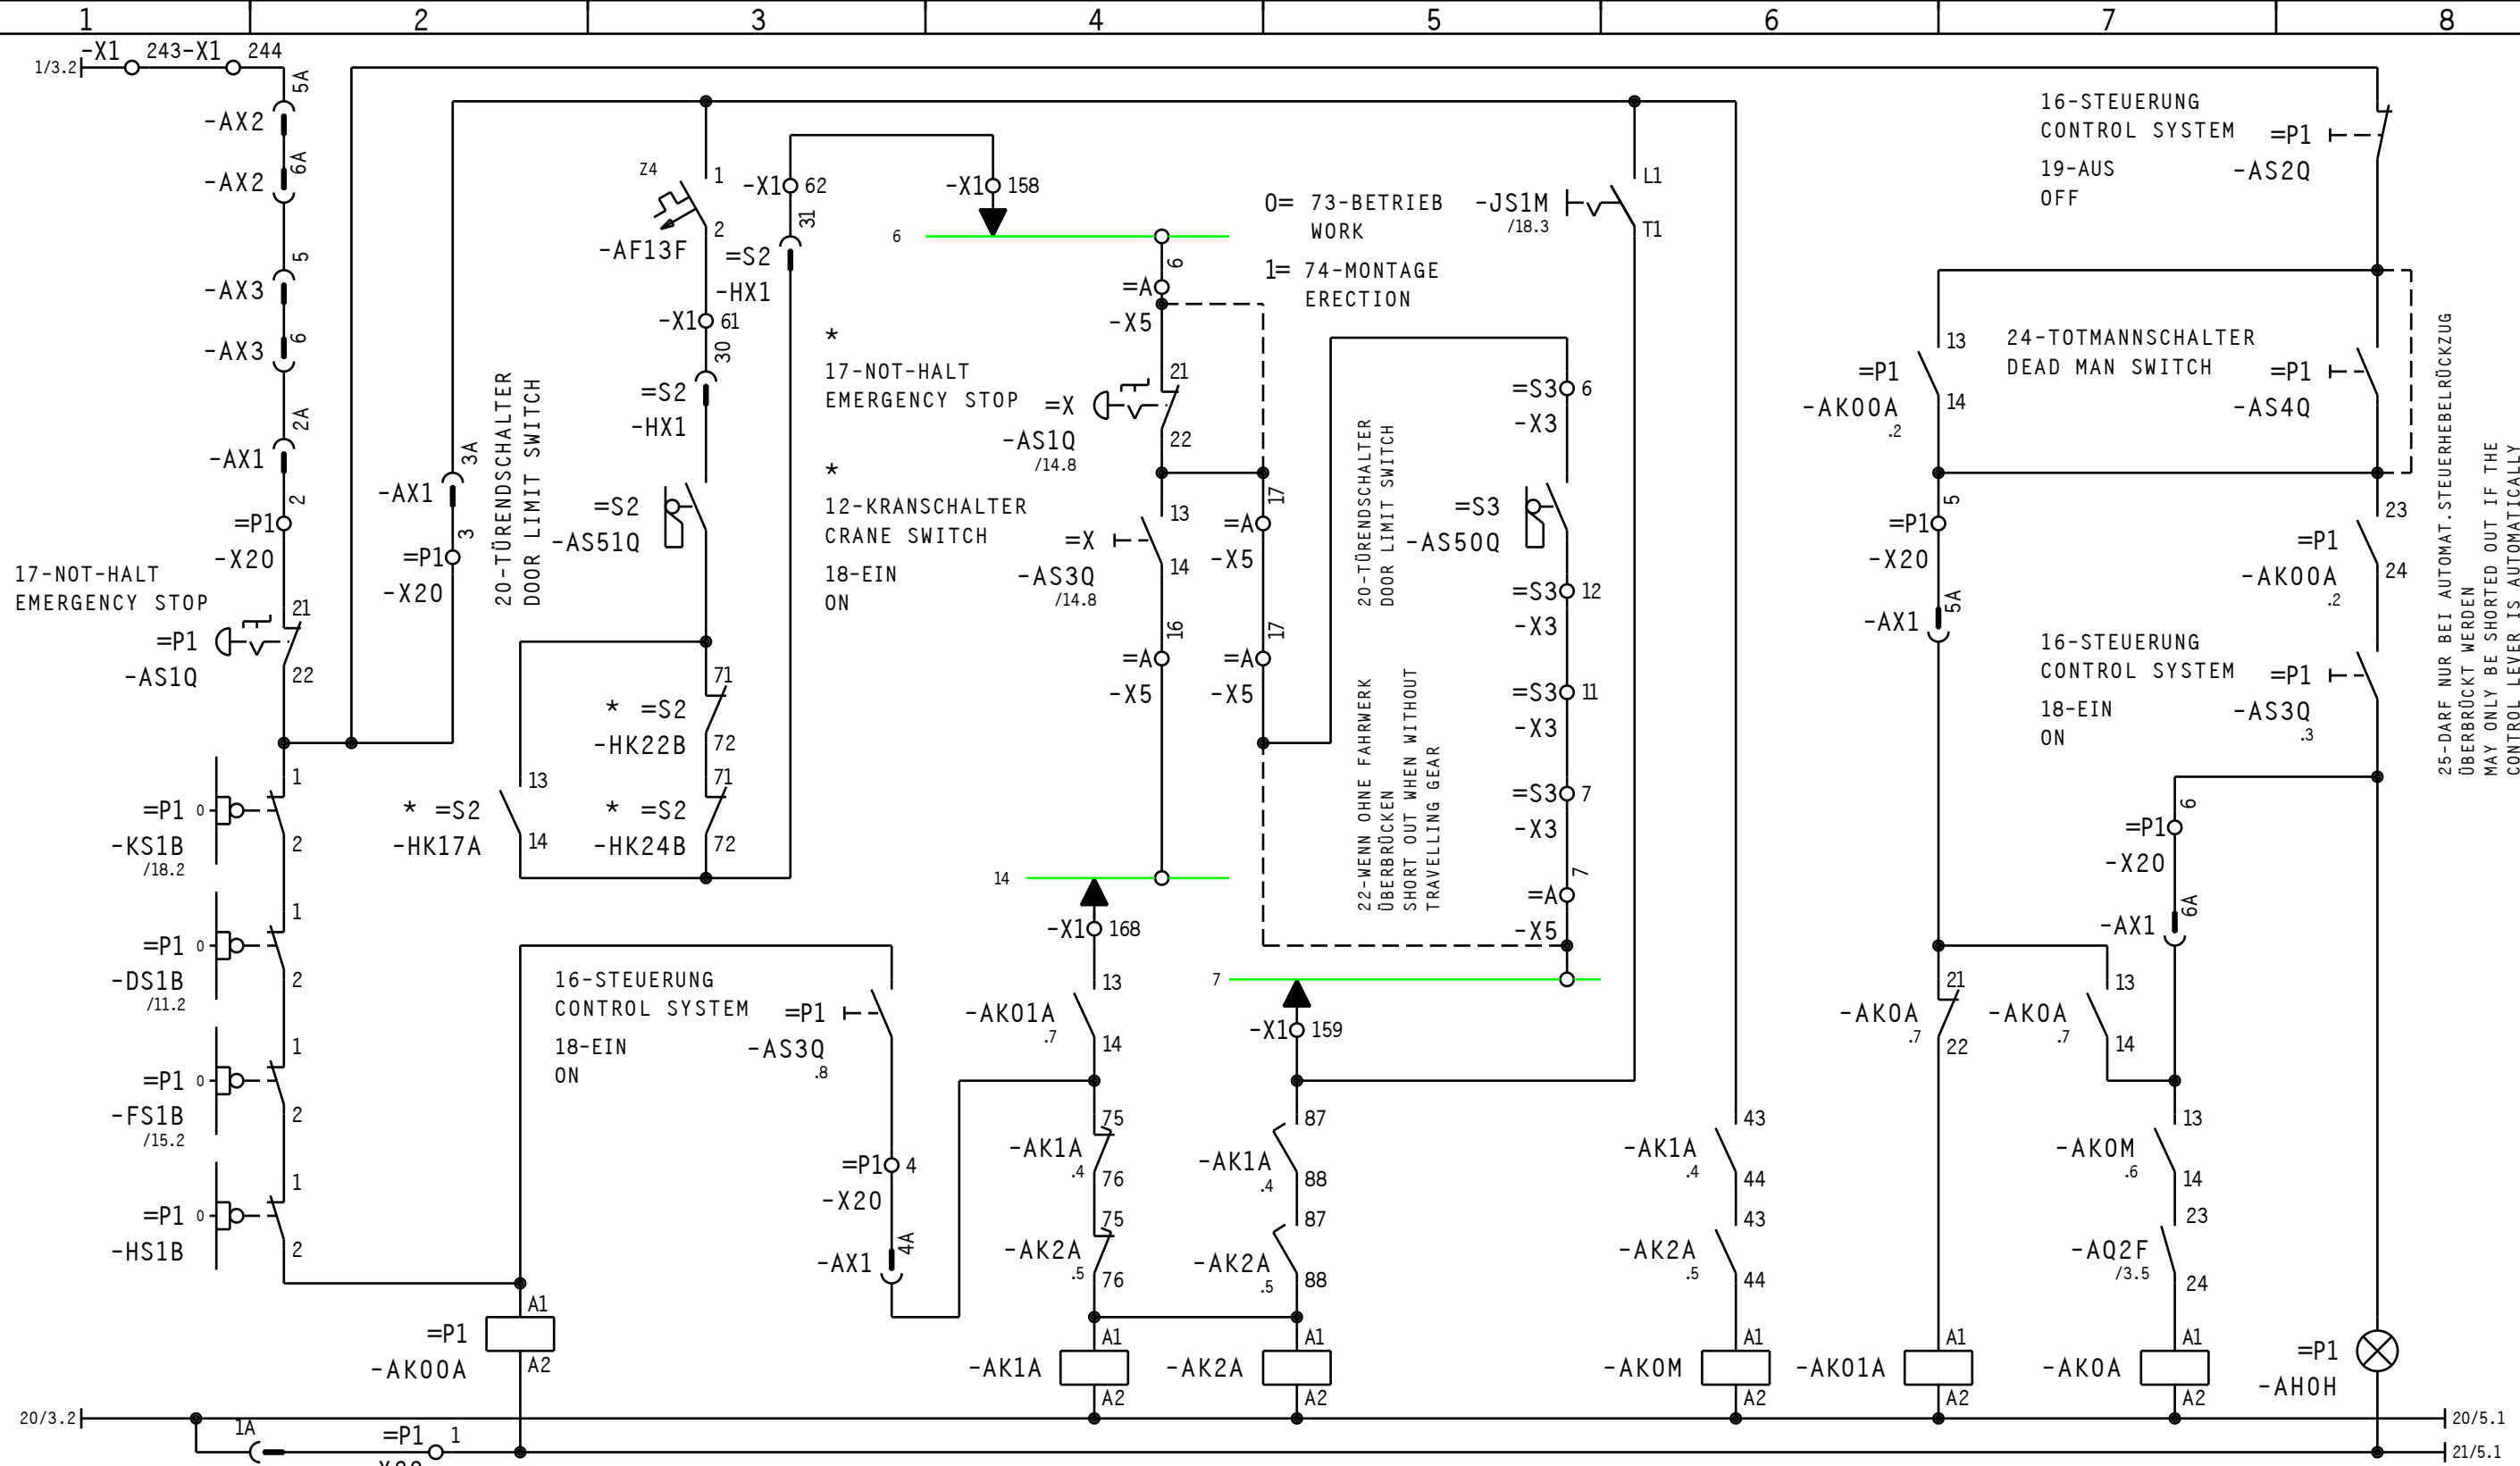 1 2 3 4 5 6 7 8
1/3.2 -X1 243 -X1 244
5A
-AX2
6A
-AX2
5
-AX3
6
-AX3
2A
-AX1
2
=P1
-X20
17-NOT-HALT
EMERGENCY STOP
21
=P1
-AS1Q
22
1
=P1 0
-KS1B
2
/18.2
1
=P1 0
-DS1B
2
/11.2
1
=P1 0
-FS1B
2
/15.2
1
=P1 0
-HS1B
2
3A
-AX1
3
=P1
-X20
20-TÜRENDSCHALTER
DOOR LIMIT SWITCH
Z4
1
2
-AF13F
-X1 61
30
=S2
-HX1
=S2
-AS51Q
71
* =S2
-HK22B
72
71
* =S2
-HK24B
72
13
* =S2
-HK17A
14
-X1 62
31
=S2
-HX1
-X1 158
6
6
=A
-X5
*
17-NOT-HALT
EMERGENCY STOP
21
=X
-AS1Q
22
/14.8
*
12-KRANSCHALTER
CRANE SWITCH
18-EIN
ON
13
=X
-AS3Q
14
/14.8
16
=A
-X5
17
=A
-X5
17
=A
-X5
14
-X1 168
13
-AK01A
.7
14
75
-AK1A
.4
76
75
-AK2A
.5
76
A1
-AK1A
A2
16-STEUERUNG
CONTROL SYSTEM
18-EIN
ON
=P1
-AS3Q
.8
=P1 4
-X20
4A
-AX1
A1
=P1
-AK00A
A2
0= 73-BETRIEB
WORK
1= 74-MONTAGE
ERECTION
-JS1M
/18.3
L1
T1
20-TÜRENDSCHALTER
DOOR LIMIT SWITCH
=S3 6
-X3
=S3
-AS50Q
=S3 12
-X3
=S3 11
-X3
=S3 7
-X3
7
=A
-X5
22-WENN OHNE FAHRWERK
ÜBERBRÜCKEN
SHORT OUT WHEN WITHOUT
TRAVELLING GEAR
7
-X1 159
87
-AK1A
.4
88
87
-AK2A
.5
88
A1
-AK2A
A2
43
-AK1A
.4
44
43
-AK2A
.5
44
A1
-AK0M
A2
16-STEUERUNG
CONTROL SYSTEM
19-AUS
OFF
=P1
-AS2Q
13
=P1
-AK00A
.2
14
24-TOTMANNSCHALTER
DEAD MAN SWITCH
=P1
-AS4Q
25-DARF NUR BEI AUTOMAT.STEUERHEBELRÜCKZUG
ÜBERBRÜCKT WERDEN
MAY ONLY BE SHORTED OUT IF THE
CONTROL LEVER IS AUTOMATICALLY
5
=P1
-X20
5A
-AX1
23
=P1
-AK00A
.2
24
16-STEUERUNG
CONTROL SYSTEM
18-EIN
ON
=P1
-AS3Q
.3
6
=P1
-X20
6A
-AX1
21
-AK0A
.7
22
13
-AK0A
.7
14
13
-AK0M
.6
14
23
-AQ2F
/3.5
24
A1
-AK01A
A2
A1
-AK0A
A2
=P1
-AH0H
20/3.2
20/5.1
1A
=P1 1
21/5.1